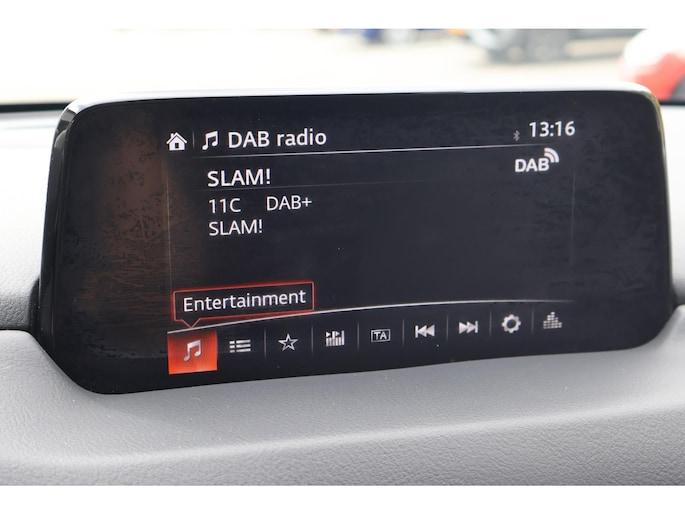 DAB radio 13:16
SLAM! DAB
11C DAB+
SLAM!
Entertainment
TA